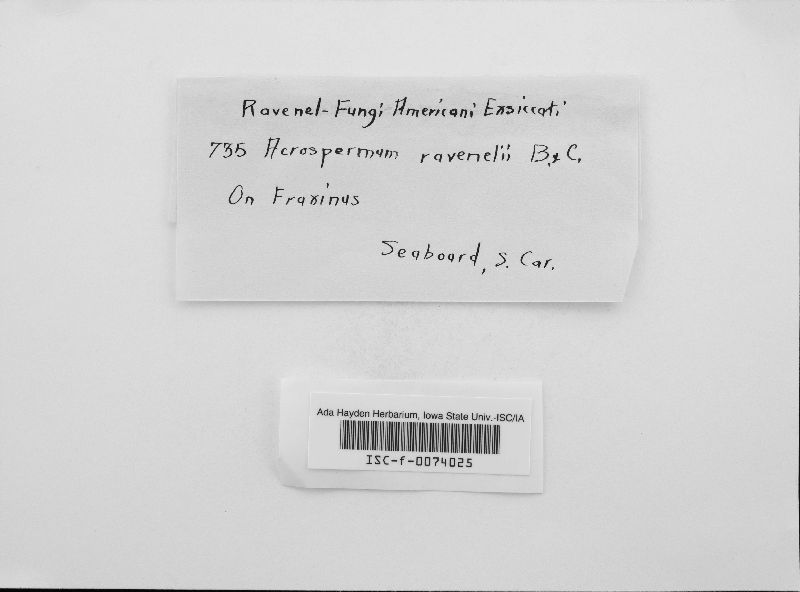 Ravenel-Fungi Americani Exsiccati
735 Acrospermum ravenelii B.&C.
On Fraxinus
Seaboard, S. Car.
Ada Hayden Herbarium, Iowa State Univ.-ISC/IA
ISC-f-0074025